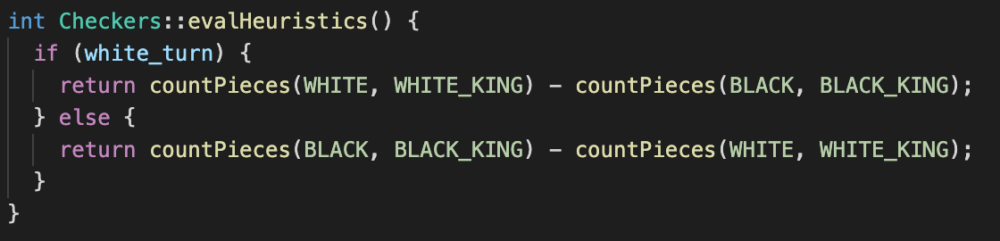 int Checkers::evalHeuristics() {
  if (white_turn) {
    return countPieces(WHITE, WHITE_KING) - countPieces(BLACK, BLACK_KING);
  } else {
    return countPieces(BLACK, BLACK_KING) - countPieces(WHITE, WHITE_KING);
  }
}